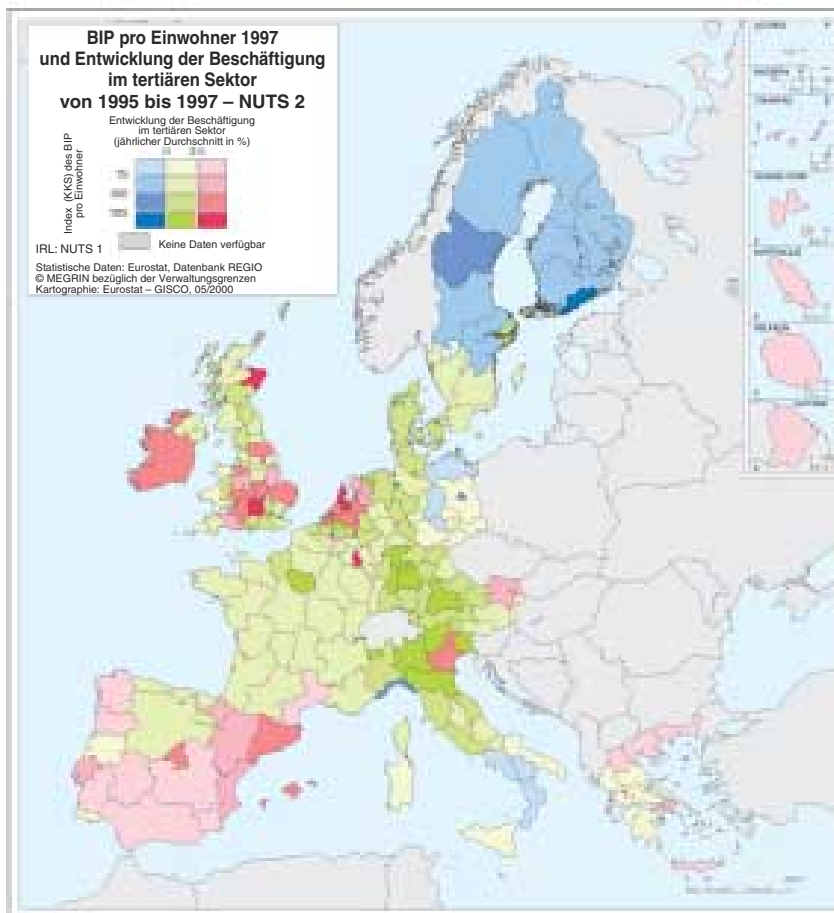 BIP pro Einwohner 1997
und Entwicklung der Beschäftigung
im tertiären Sektor
von 1995 bis 1997 – NUTS 2
Entwicklung der Beschäftigung
im tertiären Sektor
(jährlicher Durchschnitt in %)
Index (KKS) des BIP
pro Einwohner
IRL: NUTS 1
Keine Daten verfügbar
Statistische Daten: Eurostat, Datenbank REGIO
© MEGRIN bezüglich der Verwaltungsgrenzen
Kartographie: Eurostat – GISCO, 05/2000